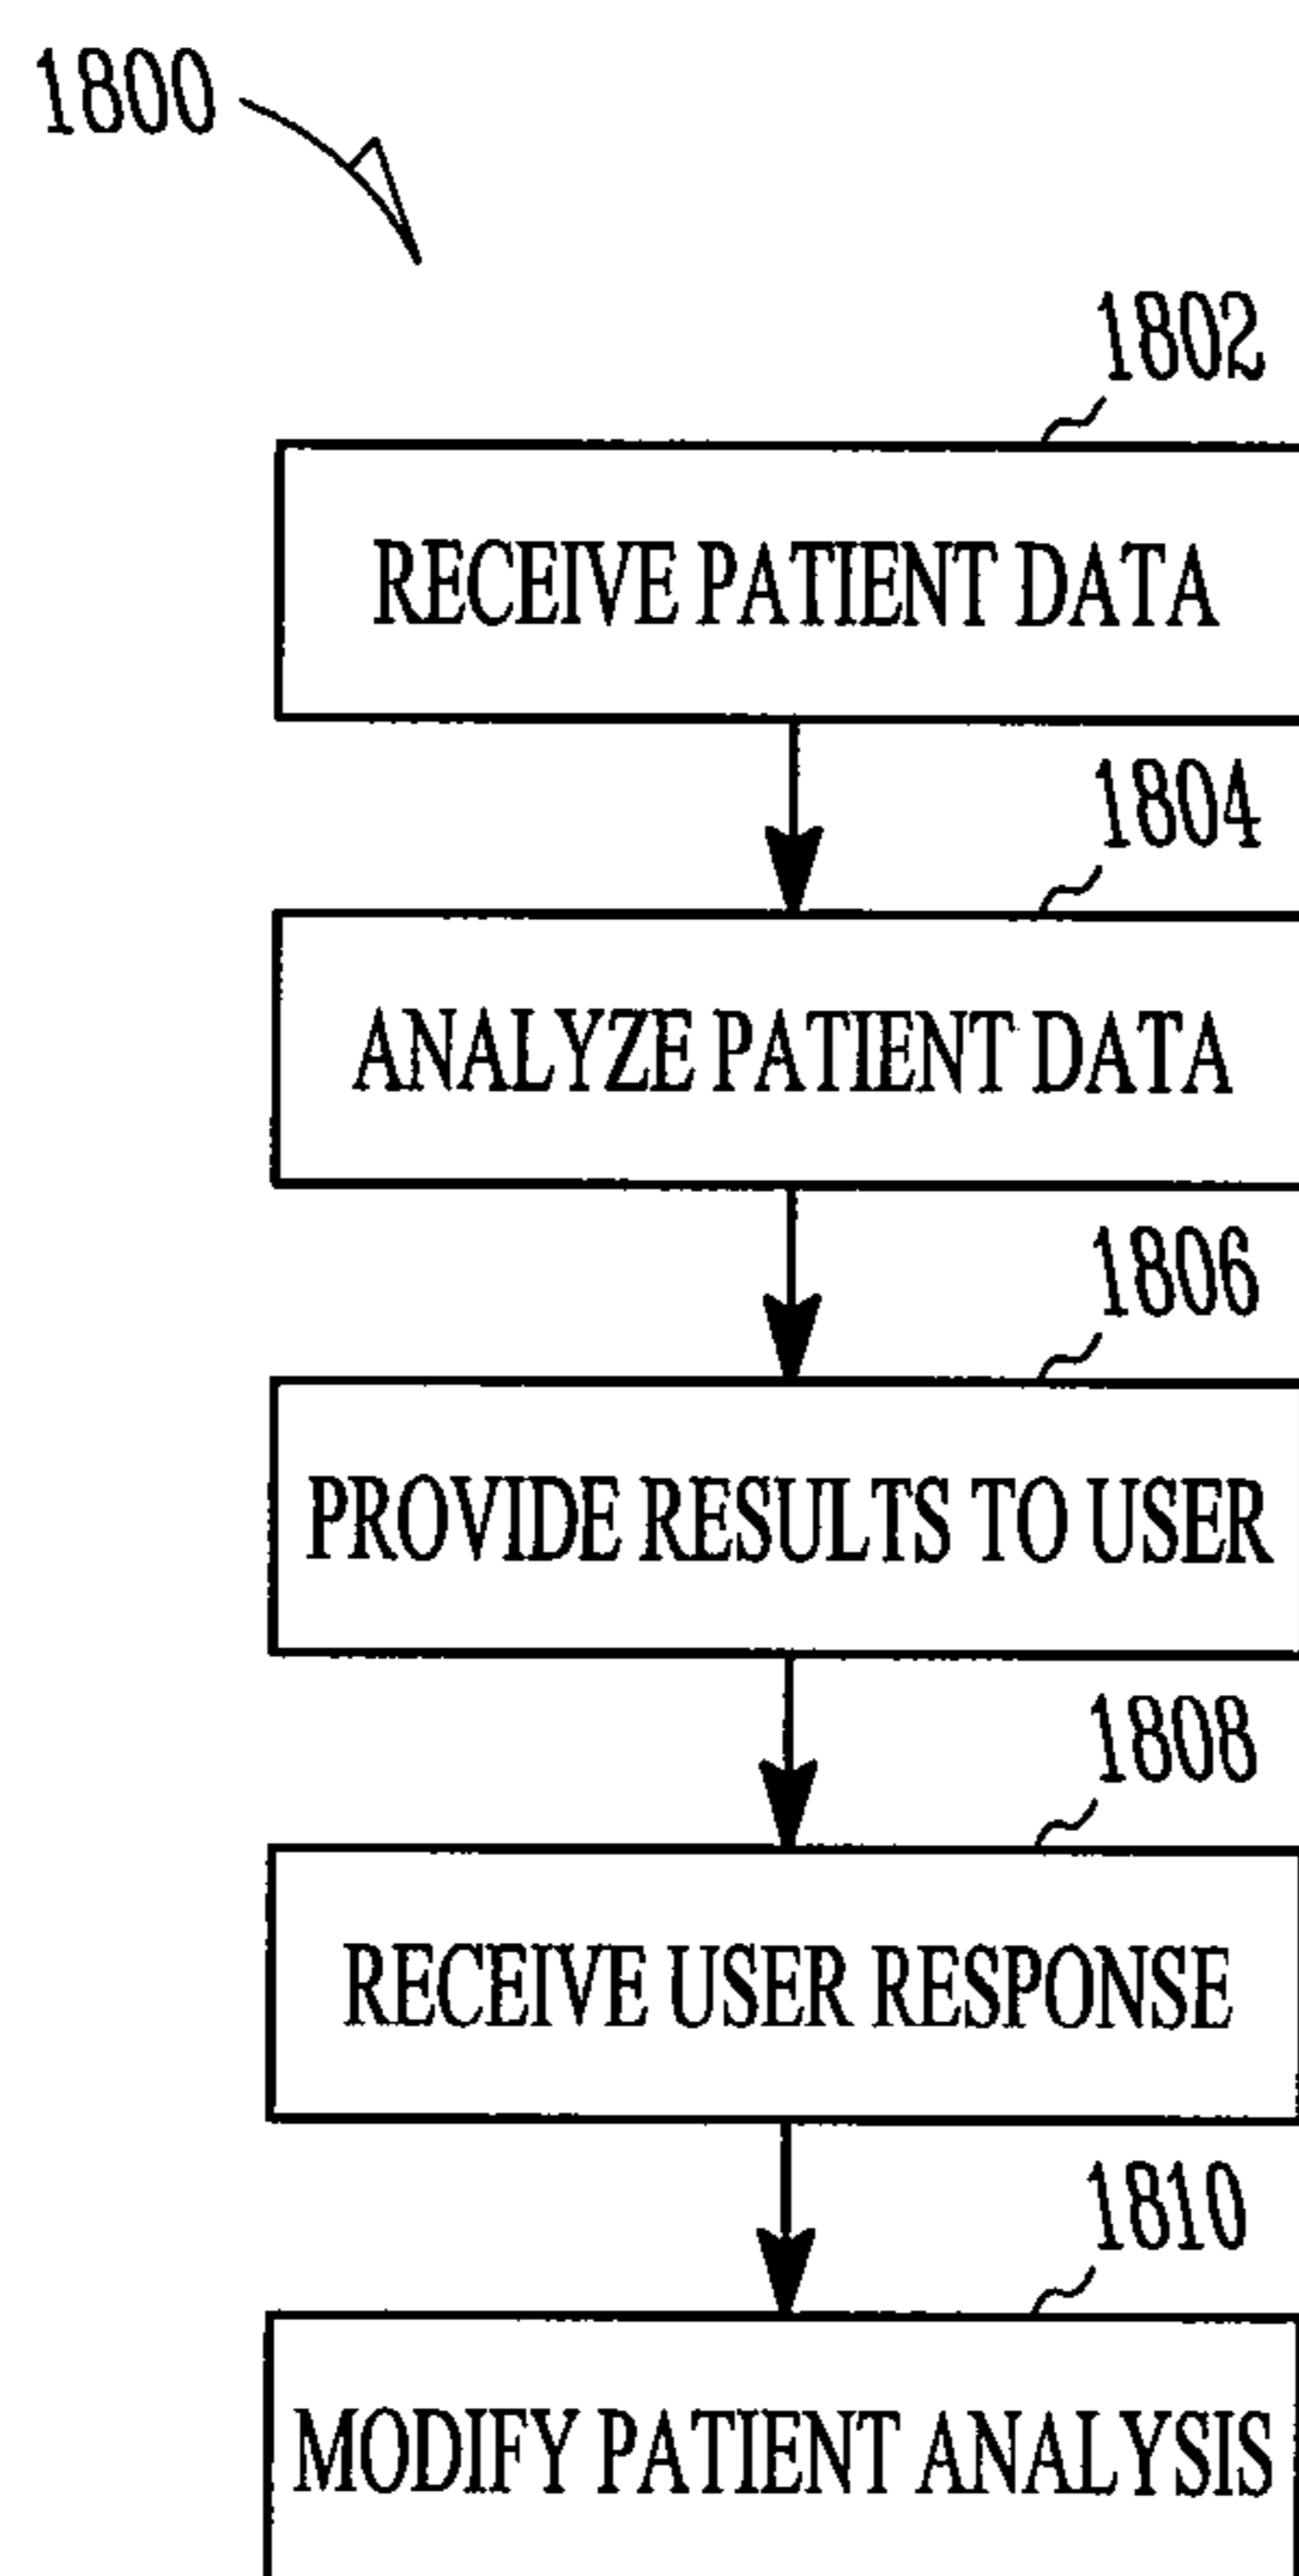 1800
1802
RECEIVE PATIENT DATA
1804
ANALYZE PATIENT DATA
1806
PROVIDE RESULTS TO USER
1808
RECEIVE USER RESPONSE
1810
MODIFY PATIENT ANALYSIS